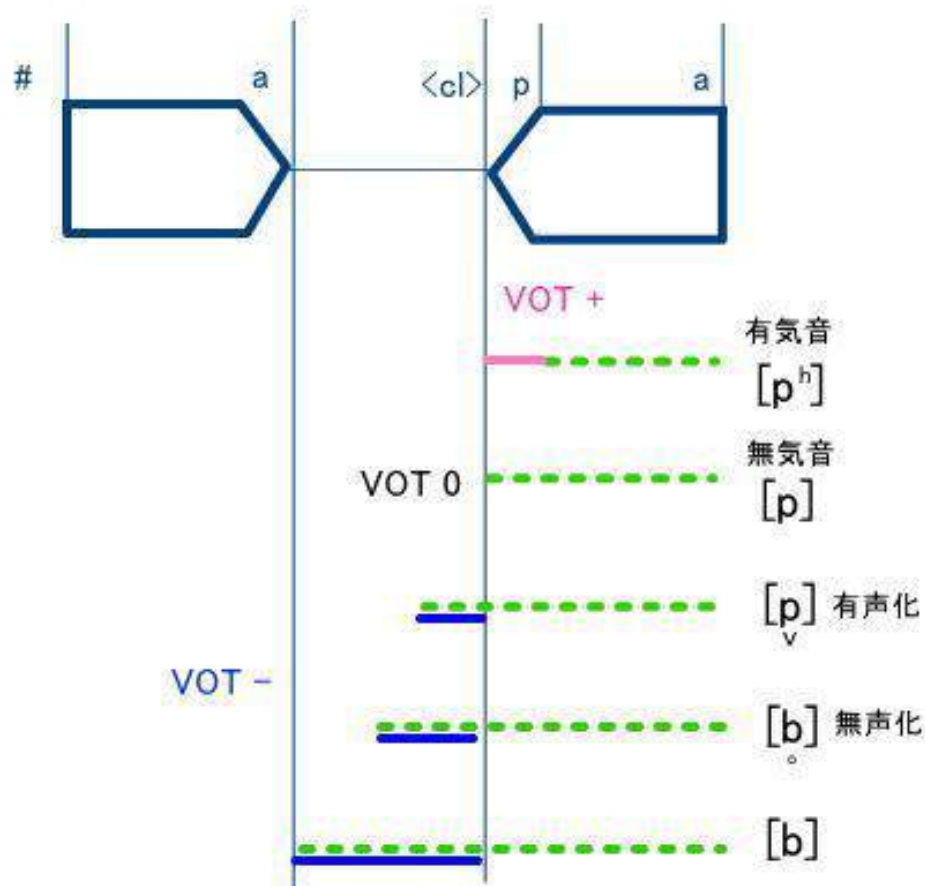 # a <cl> p a
VOT +
有気音
[pʰ]
無気音
VOT 0
[p]
[p̬] 有声化
VOT −
[b̥] 無声化
[b]